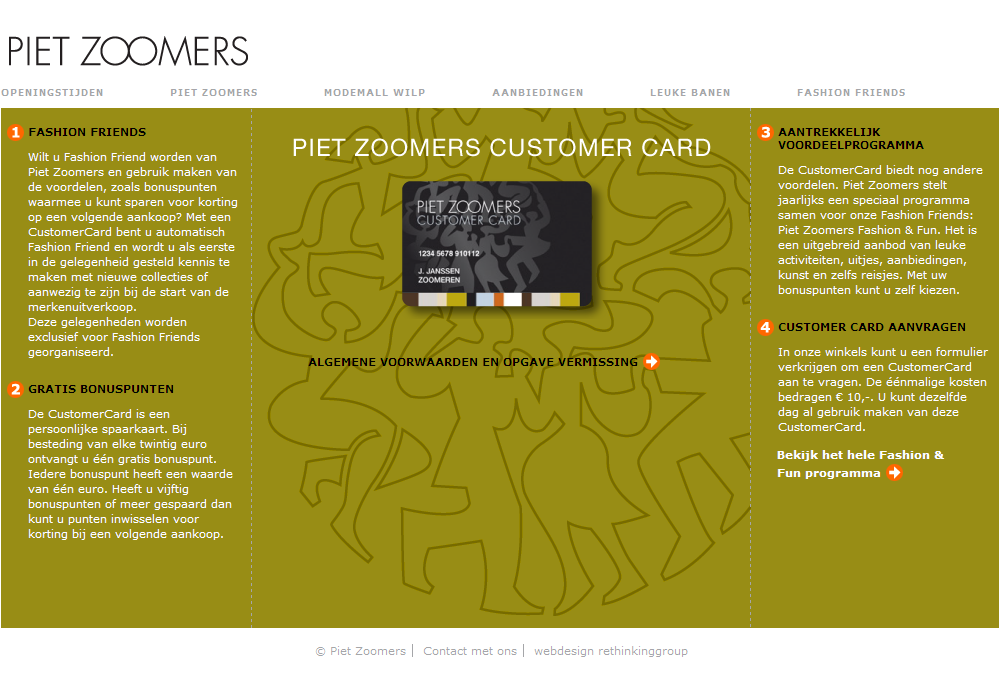 PIET ZOOMERS
OPENINGSTIJDEN PIET ZOOMERS MODEMALL WILP AANBIEDINGEN LEUKE BANEN FASHION FRIENDS
1 FASHION FRIENDS
Wilt u Fashion Friend worden van
Piet Zoomers en gebruik maken van
de voordelen, zoals bonuspunten
waarmee u kunt sparen voor korting
op een volgende aankoop? Met een
CustomerCard bent u automatisch
Fashion Friend en wordt u als eerste
in de gelegenheid gesteld kennis te
maken met nieuwe collecties of
aanwezig te zijn bij de start van de
merkenuitverkoop.
Deze gelegenheden worden
exclusief voor Fashion Friends
georganiseerd.
2 GRATIS BONUSPUNTEN
De CustomerCard is een
persoonlijke spaarkaart. Bij
besteding van elke twintig euro
ontvangt u één gratis bonuspunt.
Iedere bonuspunt heeft een waarde
van één euro. Heeft u vijftig
bonuspunten of meer gespaard dan
kunt u punten inwisselen voor
korting bij een volgende aankoop.
PIET ZOOMERS CUSTOMER CARD
PIET ZOOMERS
CUSTOMER CARD
1234 5678 910112
J. JANSSEN
ZOOMEREN
ALGEMENE VOORWAARDEN EN OPGAVE VERMISSING
3 AANTREKKELIJK
VOORDEELPROGRAMMA
De CustomerCard biedt nog andere
voordelen. Piet Zoomers stelt
jaarlijks een speciaal programma
samen voor onze Fashion Friends:
Piet Zoomers Fashion & Fun. Het is
een uitgebreid aanbod van leuke
activiteiten, uitjes, aanbiedingen,
kunst en zelfs reisjes. Met uw
bonuspunten kunt u zelf kiezen.
4 CUSTOMER CARD AANVRAGEN
In onze winkels kunt u een formulier
verkrijgen om een CustomerCard
aan te vragen. De éénmalige kosten
bedragen € 10,-. U kunt dezelfde
dag al gebruik maken van deze
CustomerCard.
Bekijk het hele Fashion &
Fun programma
© Piet Zoomers | Contact met ons | webdesign rethinkinggroup